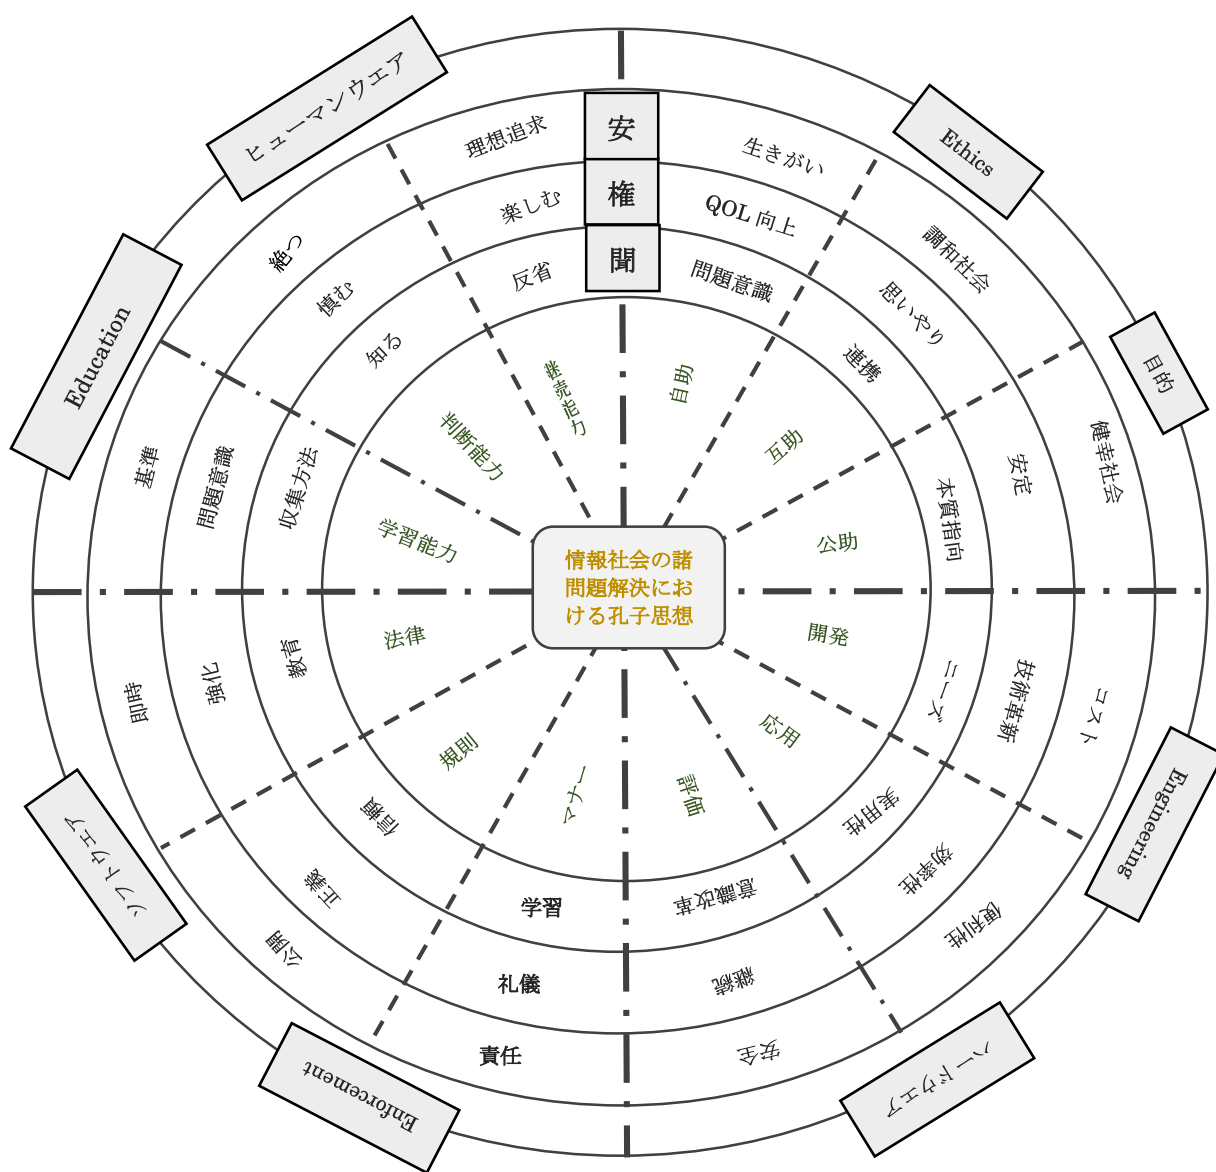 ヒューマンウエア
Ethics
目的
Engineering
ハードウエア
Enforcement
ソフトウェア
Education
安
権
聞
生きがい
QOL 向上
問題意識
自助
調和社会
思いやり
連携
互助
健幸社会
安定
本質指向
公助
コスト
技術革新
ニーズ
開発
便利性
効率性
実用性
応用
安全
継続
意識改革
評価
責任
礼儀
学習
マナー
公開
正義
信頼
規則
即時
強化
教育
法律
基準
問題意識
収集方法
学習能力
絶つ
慎む
知る
判断能力
理想追求
楽しむ
反省
継続能力
情報社会の諸
問題解決にお
ける孔子思想